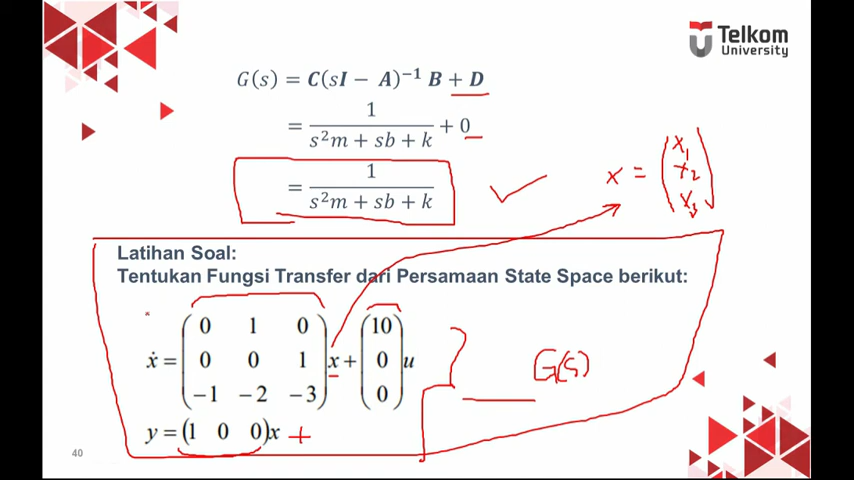 Telkom
University
G(s) = C(sI − A)⁻¹ B + D
= 1 / (s²m + sb + k) + 0
= 1 / (s²m + sb + k)
x = (x₁ x₂ x₃)
Latihan Soal:
Tentukan Fungsi Transfer dari Persamaan State Space berikut:
0 1 0 10
ẋ = 0 0 1 x + 0 u
−1 −2 −3 0
G(s)
y = (1 0 0)x +
40